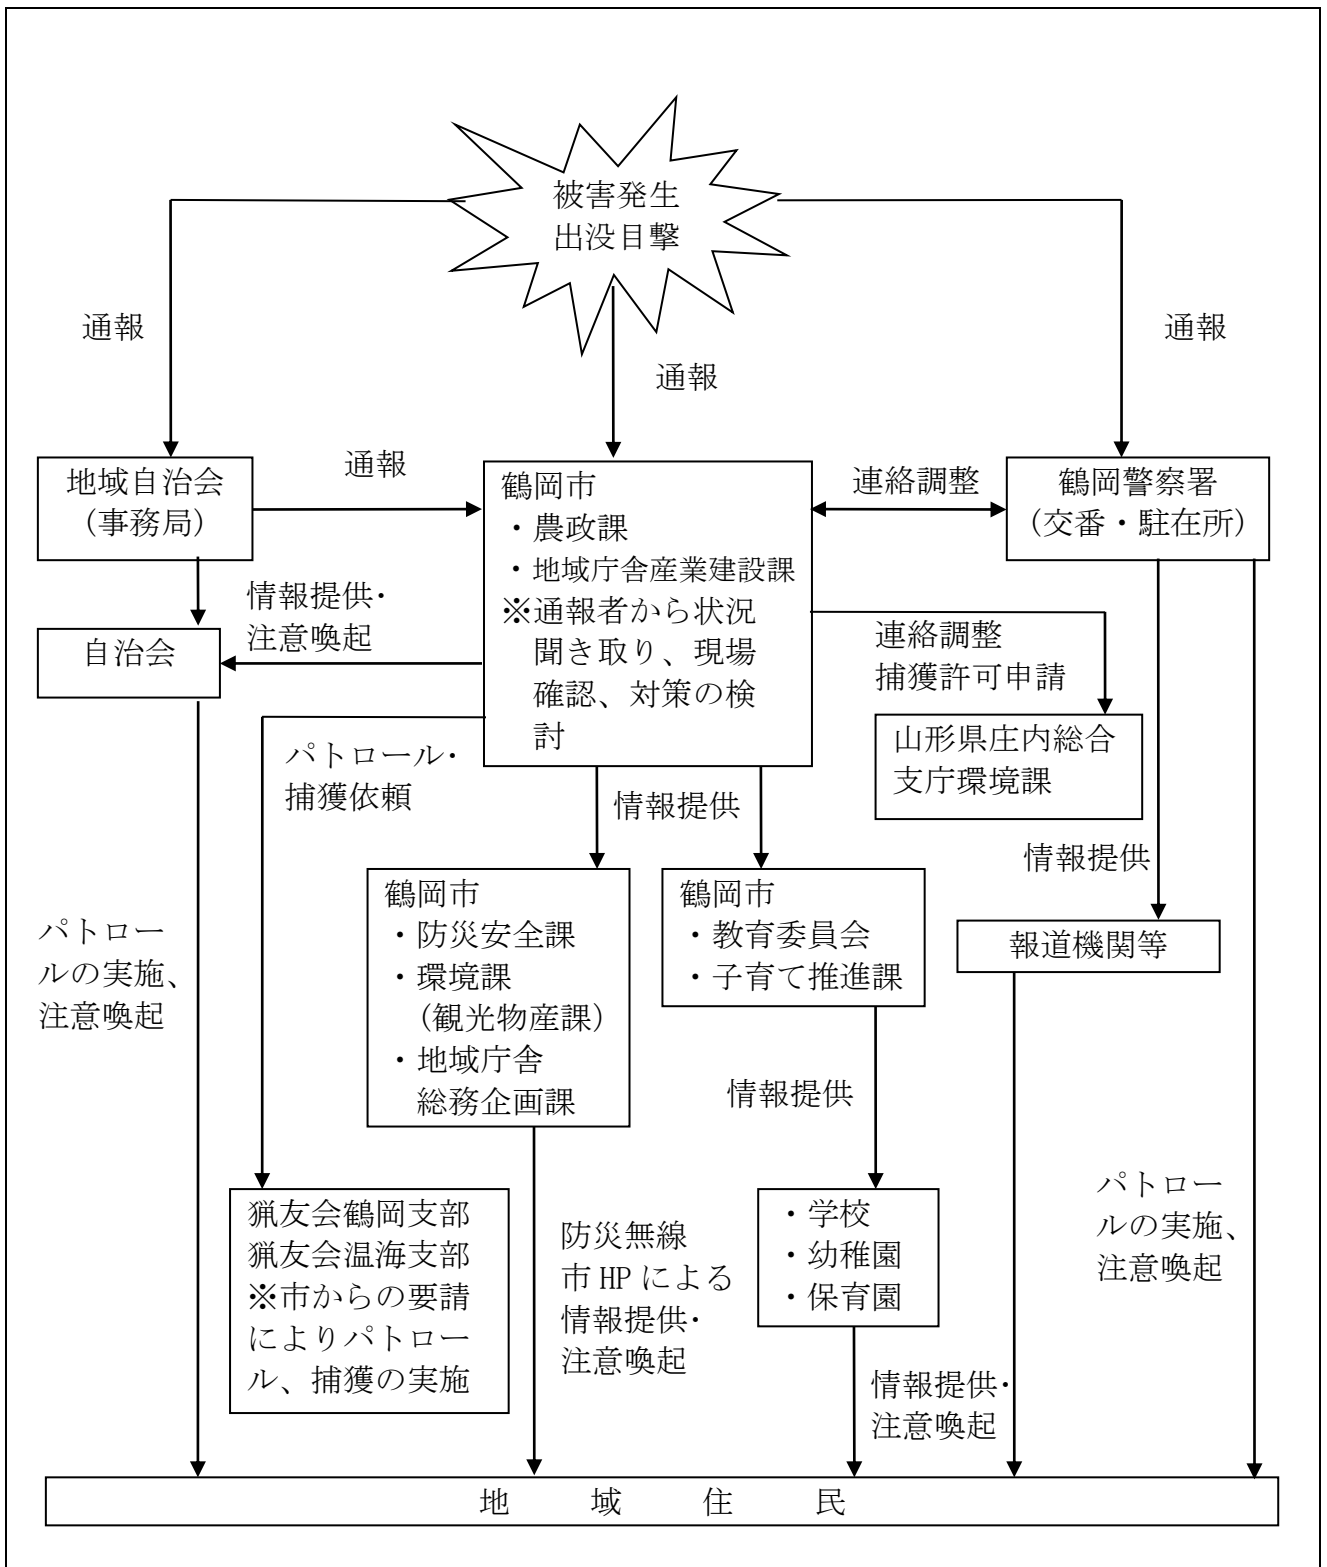 被害発生
出没目撃
通報
通報
通報
地域自治会
（事務局）
通報
鶴岡市
・農政課
・地域庁舎産業建設課
※通報者から状況
聞き取り、現場
確認、対策の検
討
連絡調整
鶴岡警察署
（交番・駐在所）
情報提供・
注意喚起
自治会
連絡調整
捕獲許可申請
山形県庄内総合
支庁環境課
パトロール・
捕獲依頼
情報提供
情報提供
鶴岡市
・防災安全課
・環境課
（観光物産課）
・地域庁舎
総務企画課
鶴岡市
・教育委員会
・子育て推進課
報道機関等
パトロー
ルの実施、
注意喚起
情報提供
猟友会鶴岡支部
猟友会温海支部
※市からの要請
によりパトロー
ル、捕獲の実施
防災無線
市 HP による
情報提供・
注意喚起
・学校
・幼稚園
・保育園
パトロー
ルの実施、
注意喚起
情報提供・
注意喚起
地域住民